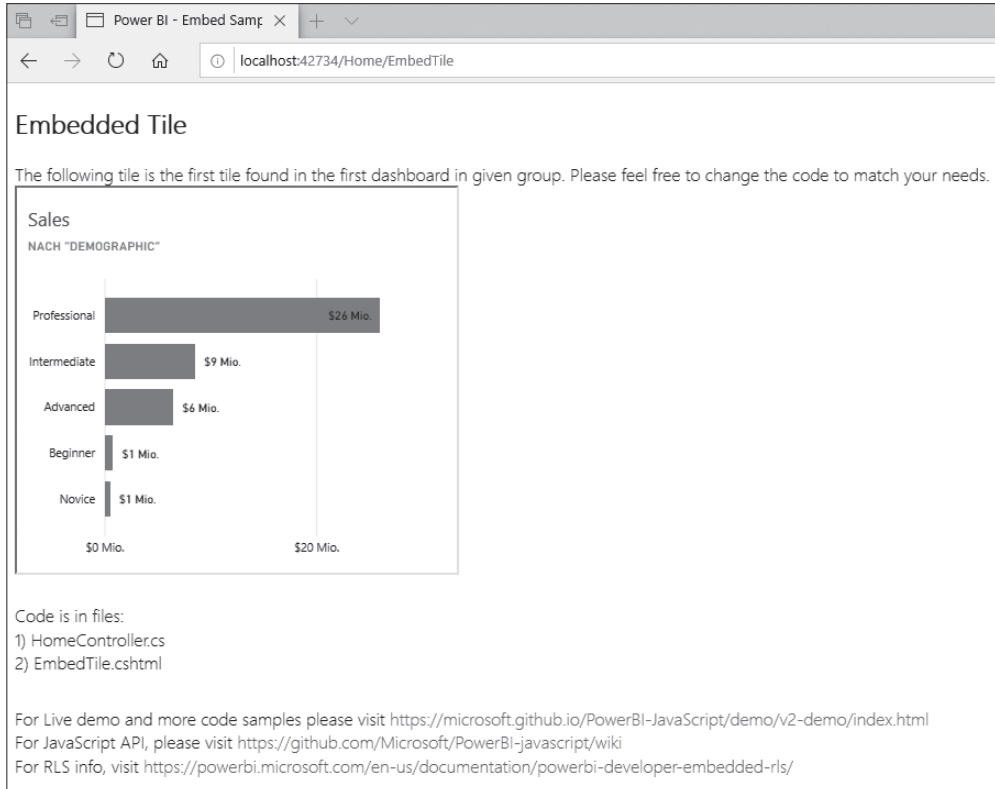 Power BI - Embed Samp
localhost:42734/Home/EmbedTile
Embedded Tile
The following tile is the first tile found in the first dashboard in given group. Please feel free to change the code to match your needs.
Sales
NACH "DEMOGRAPHIC"
Professional $26 Mio.
Intermediate $9 Mio.
Advanced $6 Mio.
Beginner $1 Mio.
Novice $1 Mio.
$0 Mio. $20 Mio.
Code is in files:
1) HomeController.cs
2) EmbedTile.cshtml
For Live demo and more code samples please visit https://microsoft.github.io/PowerBI-JavaScript/demo/v2-demo/index.html
For JavaScript API, please visit https://github.com/Microsoft/PowerBI-javascript/wiki
For RLS info, visit https://powerbi.microsoft.com/en-us/documentation/powerbi-developer-embedded-rls/